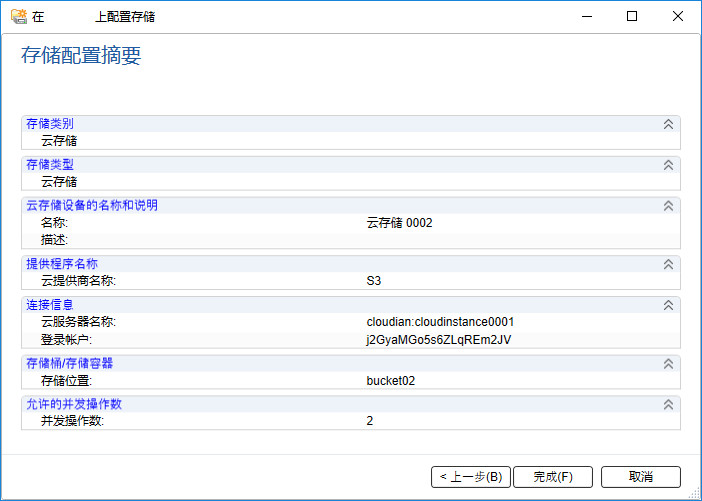 在 上配置存储
存储配置摘要
存储类别
云存储
存储类型
云存储
云存储设备的名称和说明
名称: 云存储 0002
描述:
提供程序名称
云提供商名称: S3
连接信息
云服务器名称: cloudian:cloudinstance0001
登录帐户: j2GyaMGo5s6ZLqREm2JV
存储桶/存储容器
存储位置: bucket02
允许的并发操作数
并发操作数: 2
< 上一步(B) 完成(F) 取消